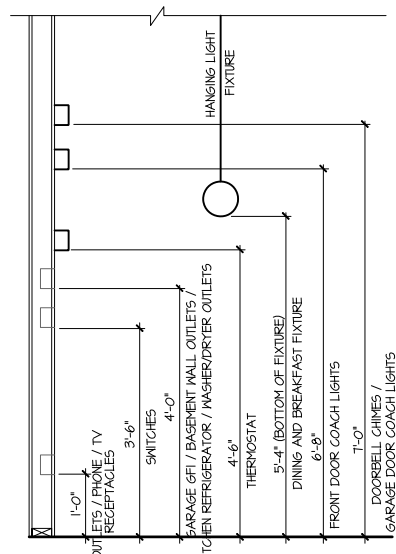 HANGING LIGHT
FIXTURE
1'-0"
OUTLETS / PHONE / TV
RECEPTACLES
3'-6"
SWITCHES
4'-0"
GARAGE GFI / BASEMENT WALL OUTLETS /
TCHEN REFRIGERATOR / WASHER/DRYER OUTLETS
4'-6"
THERMOSTAT
5'-4" (BOTTOM OF FIXTURE)
DINING AND BREAKFAST FIXTURE
6'-8"
FRONT DOOR COACH LIGHTS
7'-0"
DOORBELL CHIMES /
GARAGE DOOR COACH LIGHTS